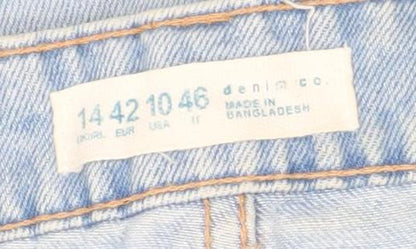 14 42 10 46 denim co.
UK/IRL EUR USA IT MADE IN
BANGLADESH